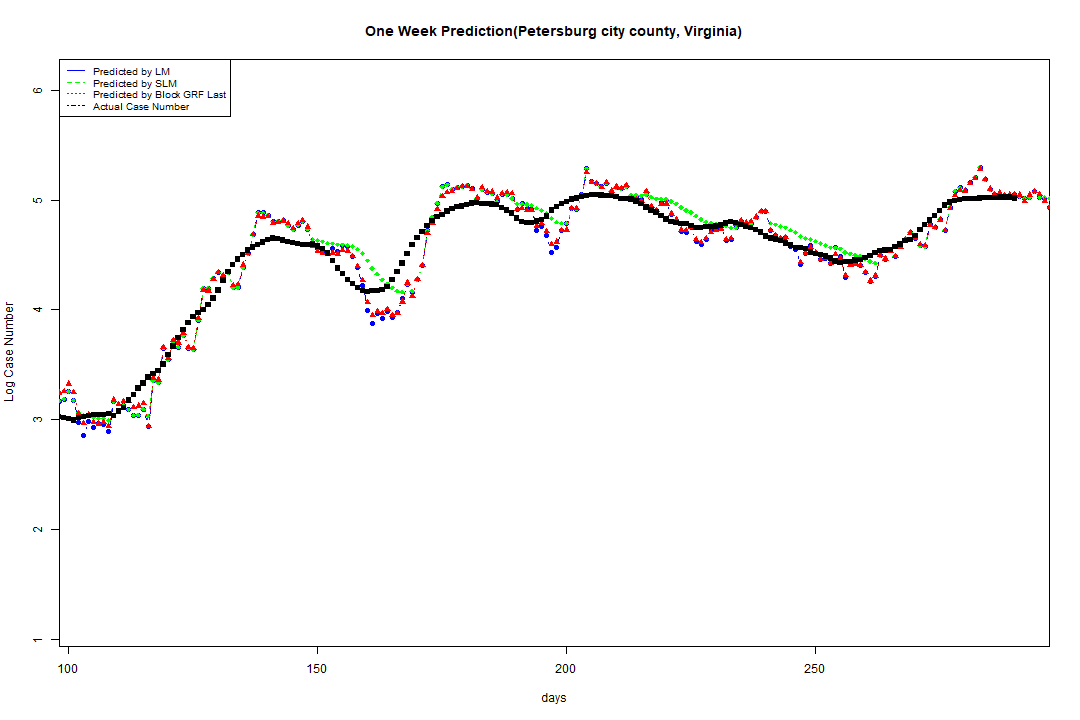 One Week Prediction(Petersburg city county, Virginia)
Predicted by LM
Predicted by SLM
Predicted by Block GRF Last
Actual Case Number
6
5
4
3
2
1
Log Case Number
100 150 200 250
days